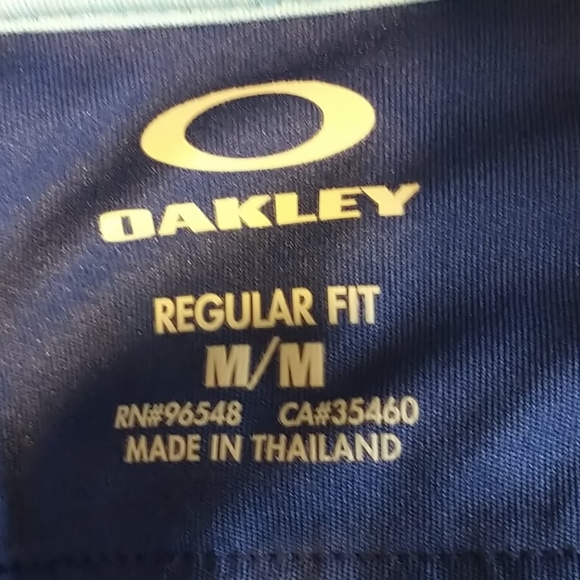 OAKLEY
REGULAR FIT
M/M
RN#96548 CA#35460
MADE IN THAILAND